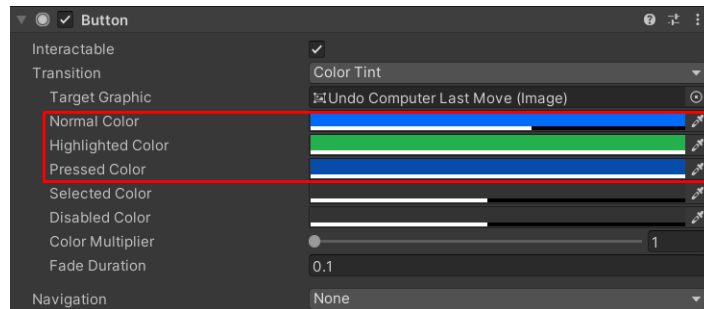 Button
Interactable
Transition Color Tint
Target Graphic Undo Computer Last Move (Image)
Normal Color
Highlighted Color
Pressed Color
Selected Color
Disabled Color
Color Multiplier 1
Fade Duration 0.1
Navigation None